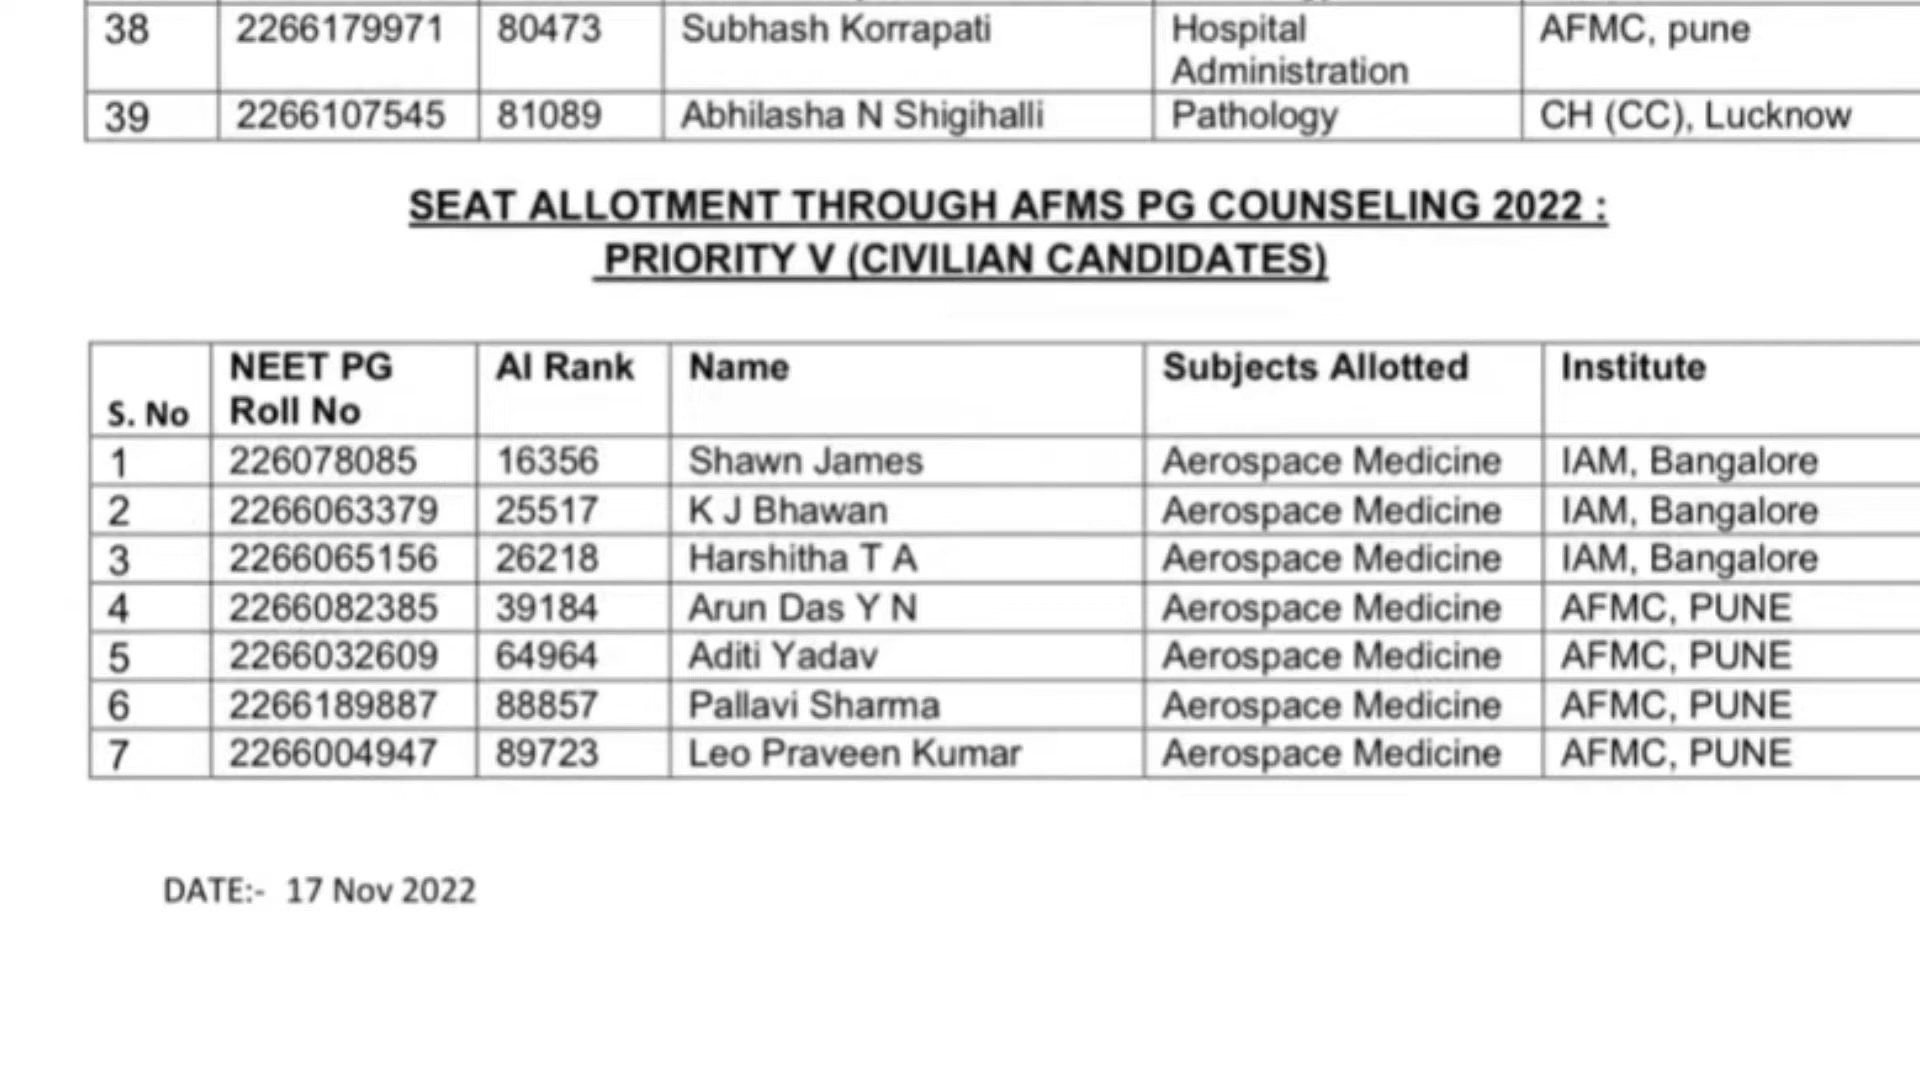 38 2266179971 80473 Subhash Korrapati Hospital Administration AFMC, pune
39 2266107545 81089 Abhilasha N Shigihalli Pathology CH (CC), Lucknow
SEAT ALLOTMENT THROUGH AFMS PG COUNSELING 2022 :
PRIORITY V (CIVILIAN CANDIDATES)
S. No NEET PG Roll No AI Rank Name Subjects Allotted Institute
1 226078085 16356 Shawn James Aerospace Medicine IAM, Bangalore
2 2266063379 25517 K J Bhawan Aerospace Medicine IAM, Bangalore
3 2266065156 26218 Harshitha T A Aerospace Medicine IAM, Bangalore
4 2266082385 39184 Arun Das Y N Aerospace Medicine AFMC, PUNE
5 2266032609 64964 Aditi Yadav Aerospace Medicine AFMC, PUNE
6 2266189887 88857 Pallavi Sharma Aerospace Medicine AFMC, PUNE
7 2266004947 89723 Leo Praveen Kumar Aerospace Medicine AFMC, PUNE
DATE:- 17 Nov 2022